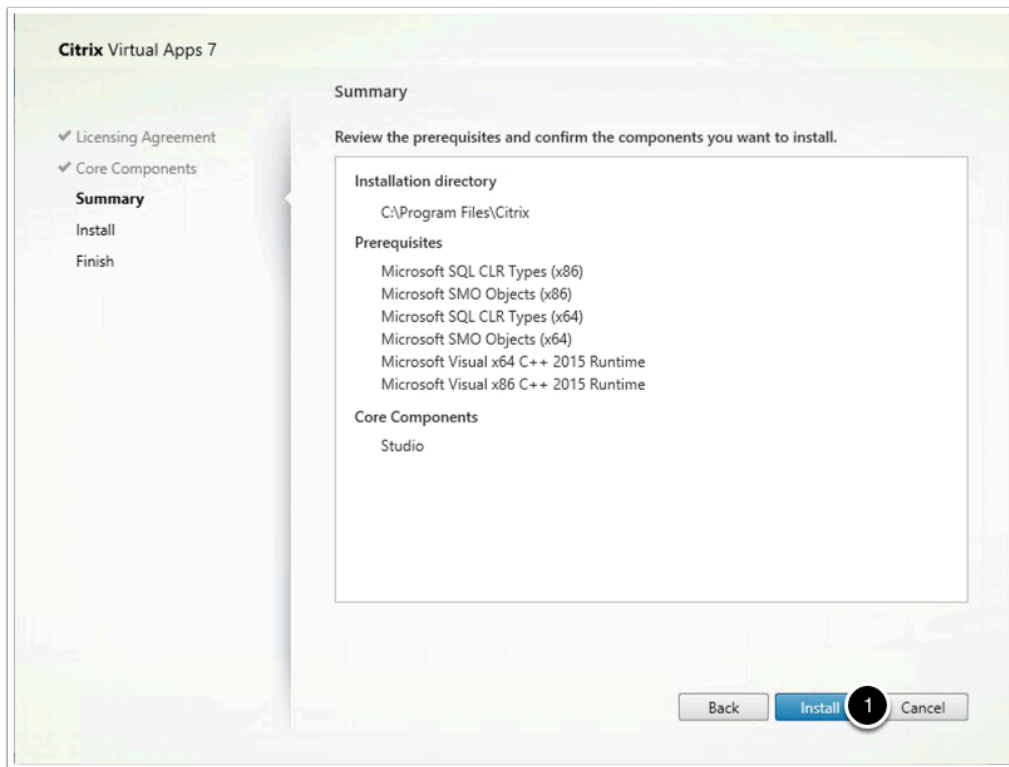 Citrix Virtual Apps 7
Licensing Agreement
Core Components
Summary
Install
Finish
Summary
Review the prerequisites and confirm the components you want to install.
Installation directory
C:\Program Files\Citrix
Prerequisites
Microsoft SQL CLR Types (x86)
Microsoft SMO Objects (x86)
Microsoft SQL CLR Types (x64)
Microsoft SMO Objects (x64)
Microsoft Visual x64 C++ 2015 Runtime
Microsoft Visual x86 C++ 2015 Runtime
Core Components
Studio
Back Install 1 Cancel